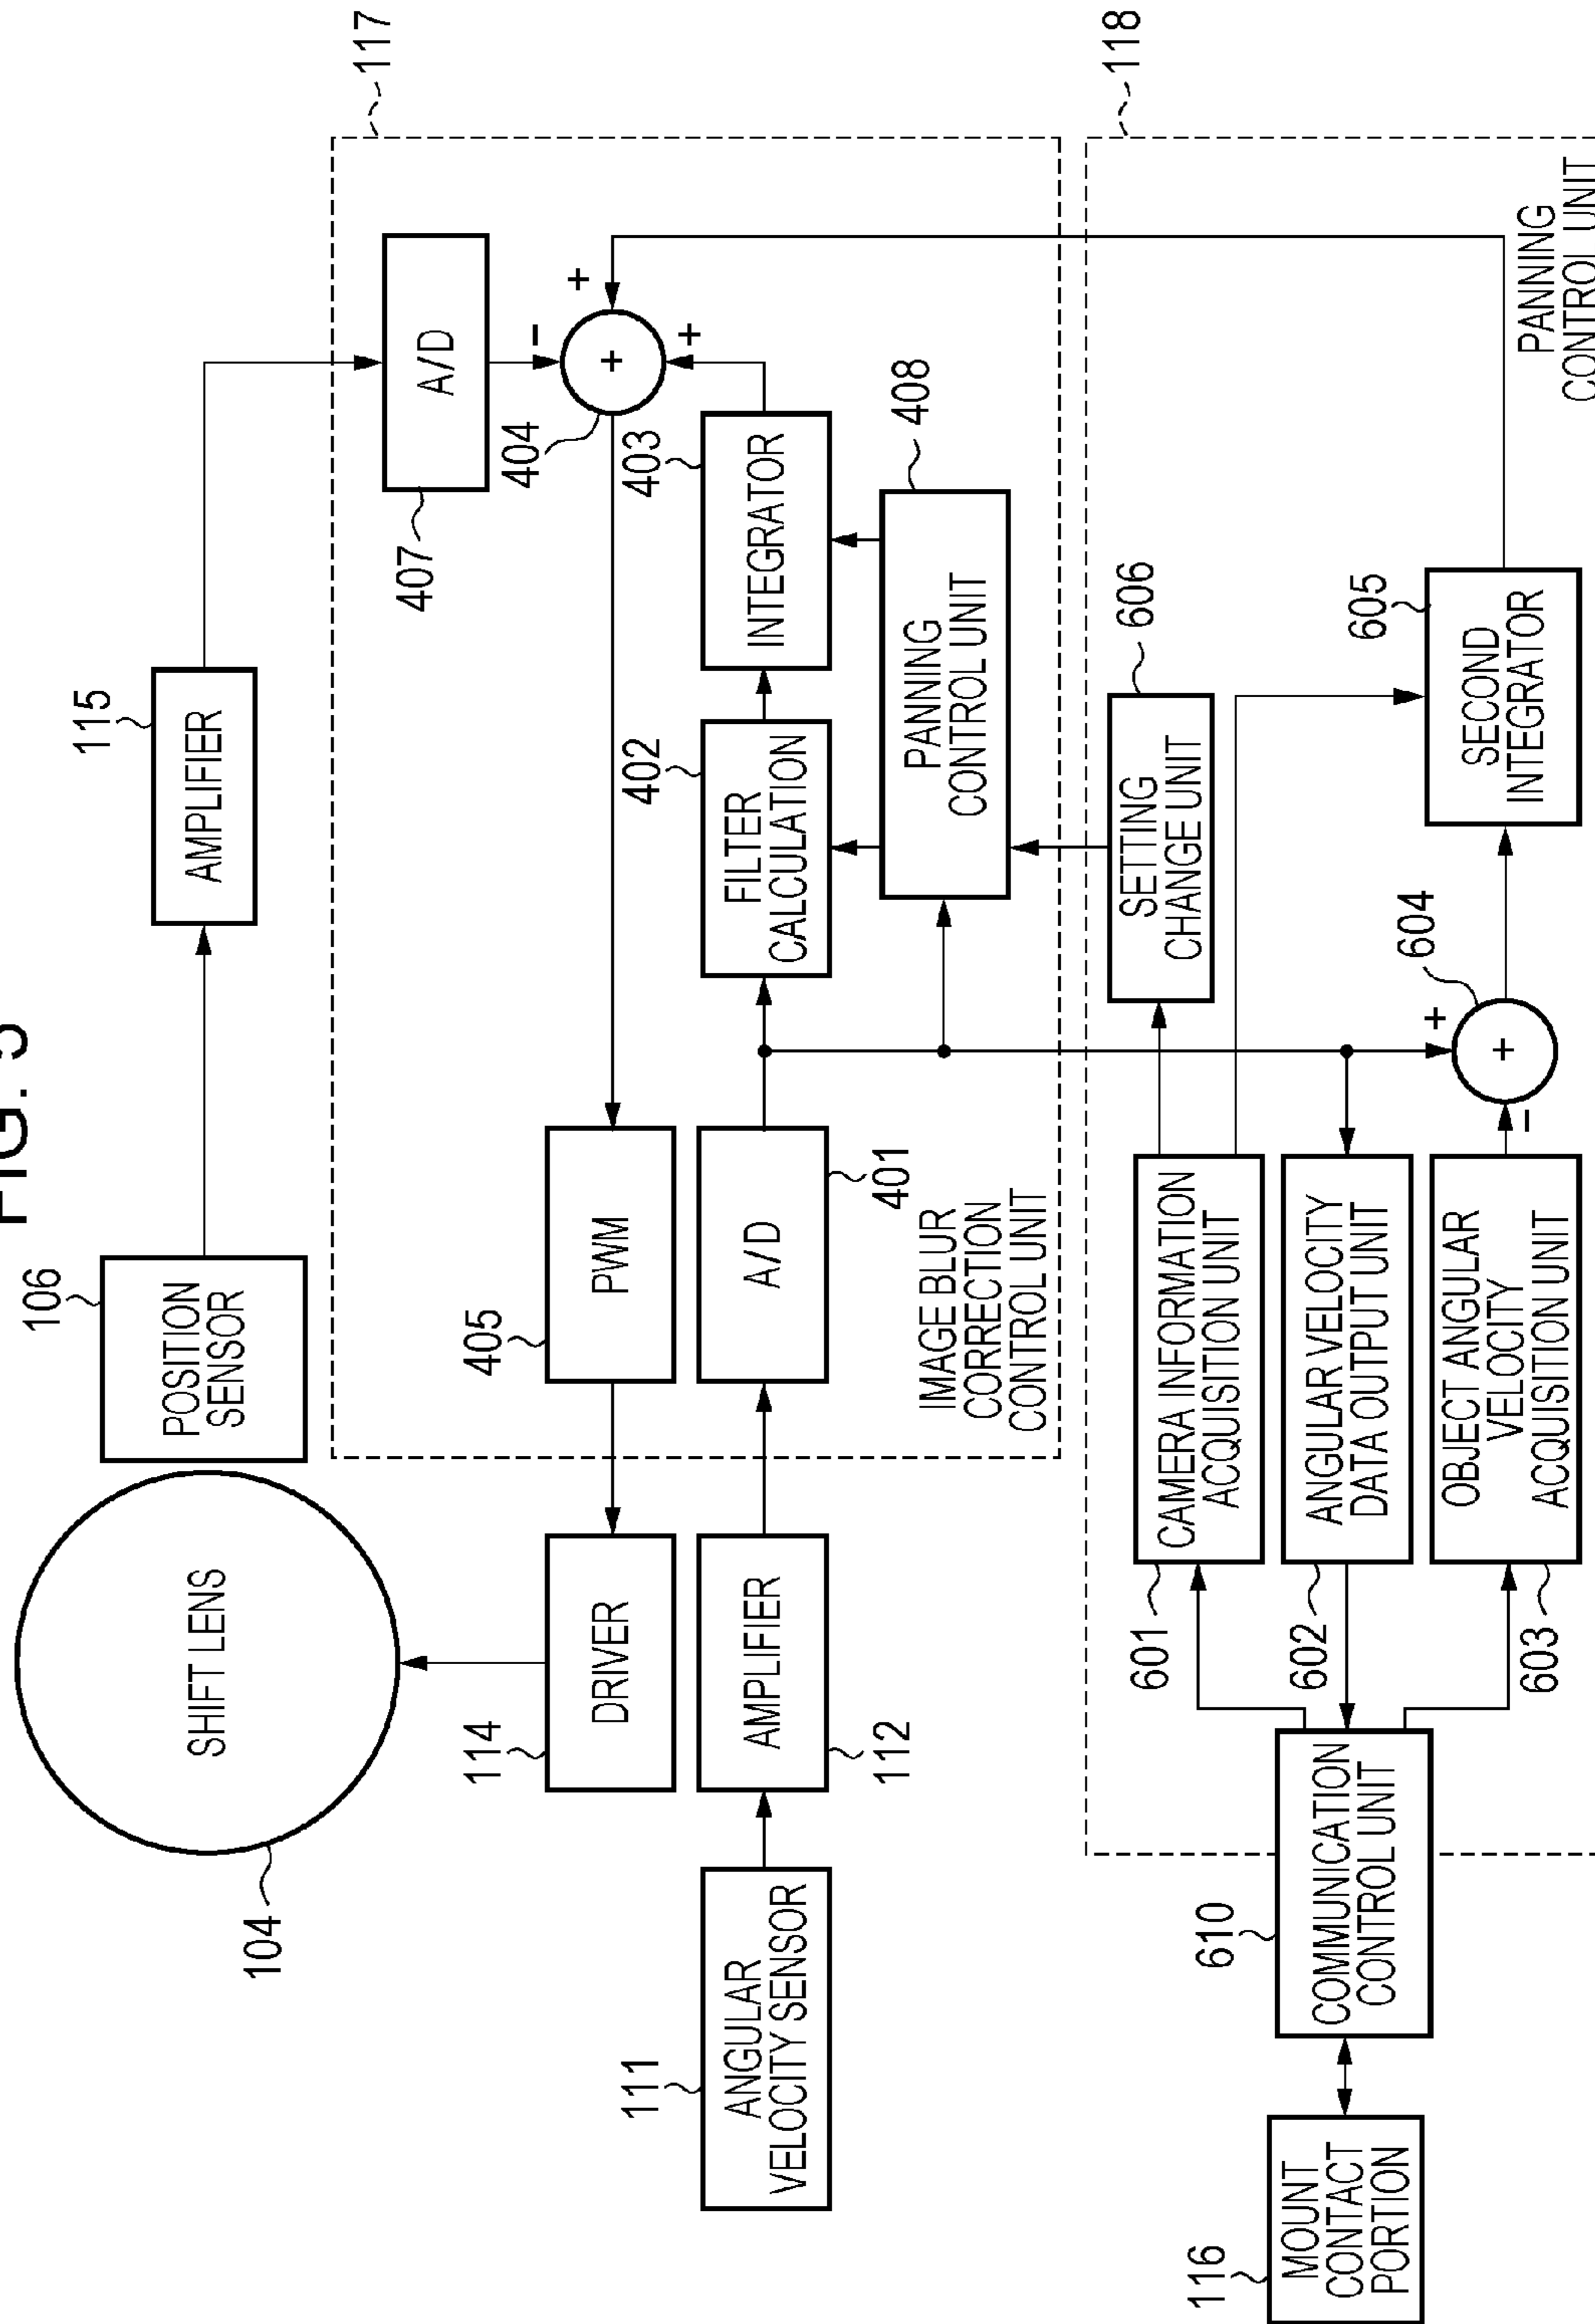 FIG. 5
106
POSITION
SENSOR
115
AMPLIFIER
117
SHIFT LENS
104
407
A/D
−
+
404
+
+
114
DRIVER
405
PWM
111
ANGULAR
VELOCITY SENSOR
AMPLIFIER
112
A/D
401
402
FILTER
CALCULATION
403
INTEGRATOR
PANNING
CONTROL UNIT
408
IMAGE BLUR
CORRECTION
CONTROL UNIT
118
SETTING
CHANGE UNIT
606
116
MOUNT
CONTACT
PORTION
610
COMMUNICATION
CONTROL UNIT
601
CAMERA INFORMATION
ACQUISITION UNIT
602
ANGULAR VELOCITY
DATA OUTPUT UNIT
603
OBJECT ANGULAR
VELOCITY
ACQUISITION UNIT
604
+
+
−
605
SECOND
INTEGRATOR
PANNING
CONTROL UNIT